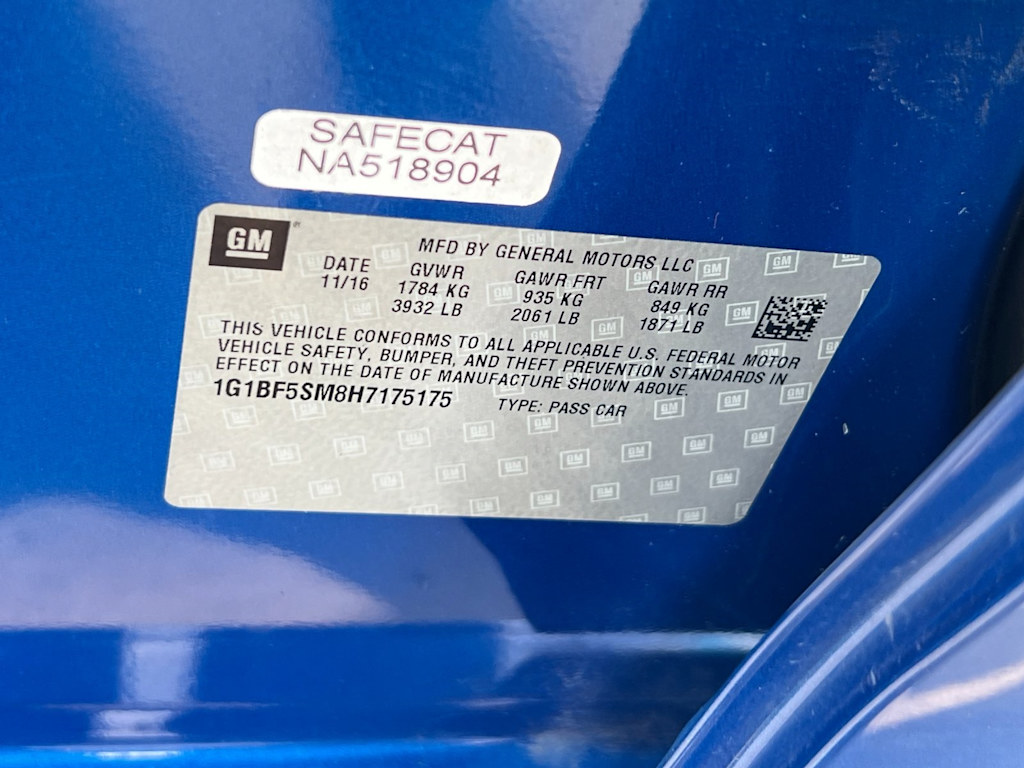 SAFECAT
NA518904
GM
MFD BY GENERAL MOTORS LLC
DATE GVWR GAWR FRT GAWR RR
11/16 1784 KG 935 KG 849 KG
3932 LB 2061 LB 1871 LB
THIS VEHICLE CONFORMS TO ALL APPLICABLE U.S. FEDERAL MOTOR
VEHICLE SAFETY, BUMPER, AND THEFT PREVENTION STANDARDS IN
EFFECT ON THE DATE OF MANUFACTURE SHOWN ABOVE.
1G1BF5SM8H7175175 TYPE: PASS CAR